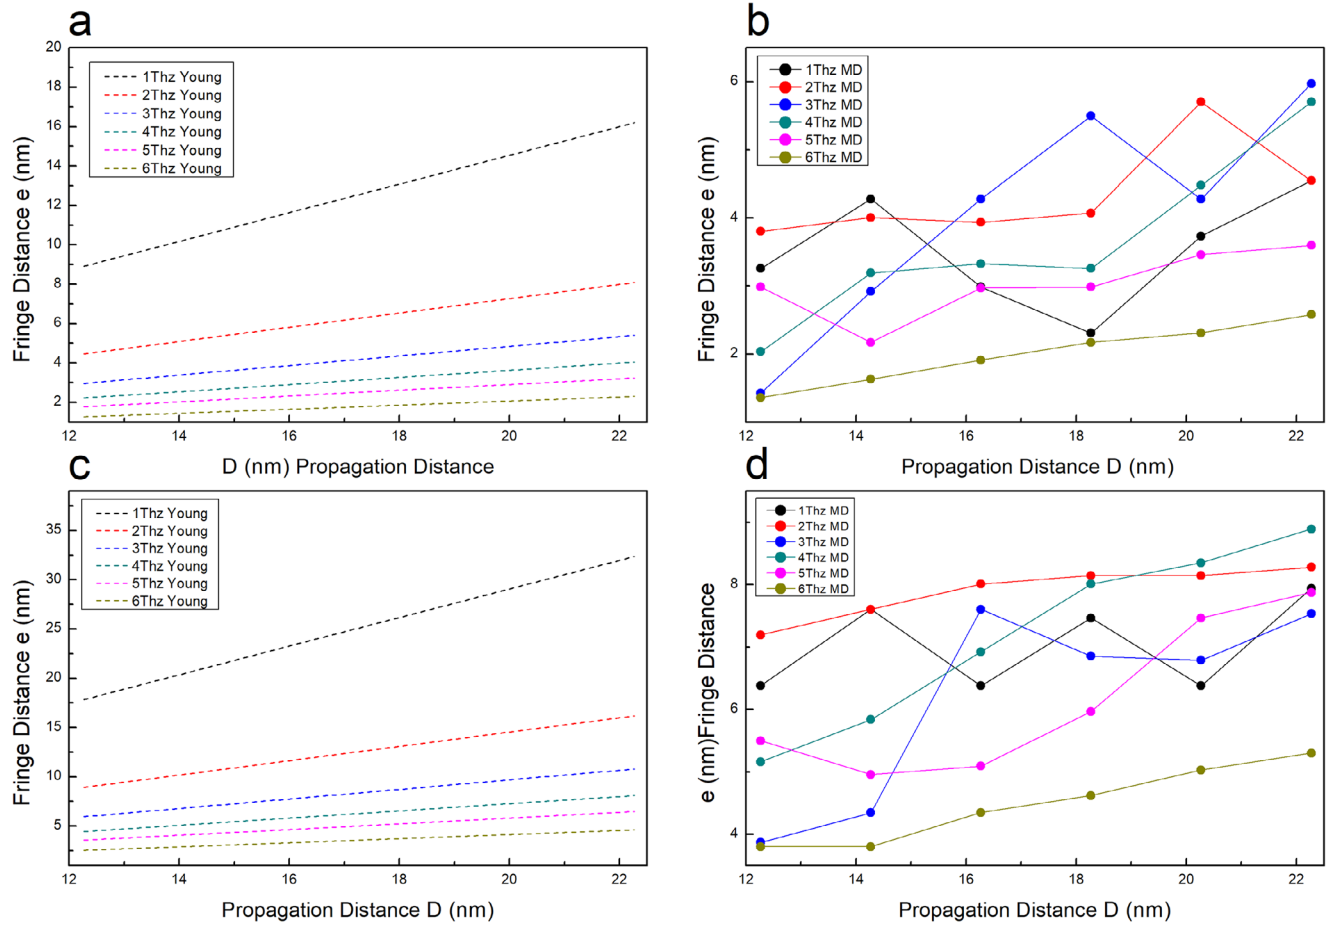 a
20
18
16
14
12
10
8
6
4
2
Fringe Distance e (nm)
1Thz Young
2Thz Young
3Thz Young
4Thz Young
5Thz Young
6Thz Young
12 14 16 18 20 22
D (nm) Propagation Distance
b
6
4
2
Fringe Distance e (nm)
1Thz MD
2Thz MD
3Thz MD
4Thz MD
5Thz MD
6Thz MD
12 14 16 18 20 22
Propagation Distance D (nm)
c
35
30
25
20
15
10
5
Fringe Distance e (nm)
1Thz Young
2Thz Young
3Thz Young
4Thz Young
5Thz Young
6Thz Young
12 14 16 18 20 22
Propagation Distance D (nm)
d
8
6
4
e (nm)Fringe Distance
1Thz MD
2Thz MD
3Thz MD
4Thz MD
5Thz MD
6Thz MD
12 14 16 18 20 22
Propagation Distance D (nm)